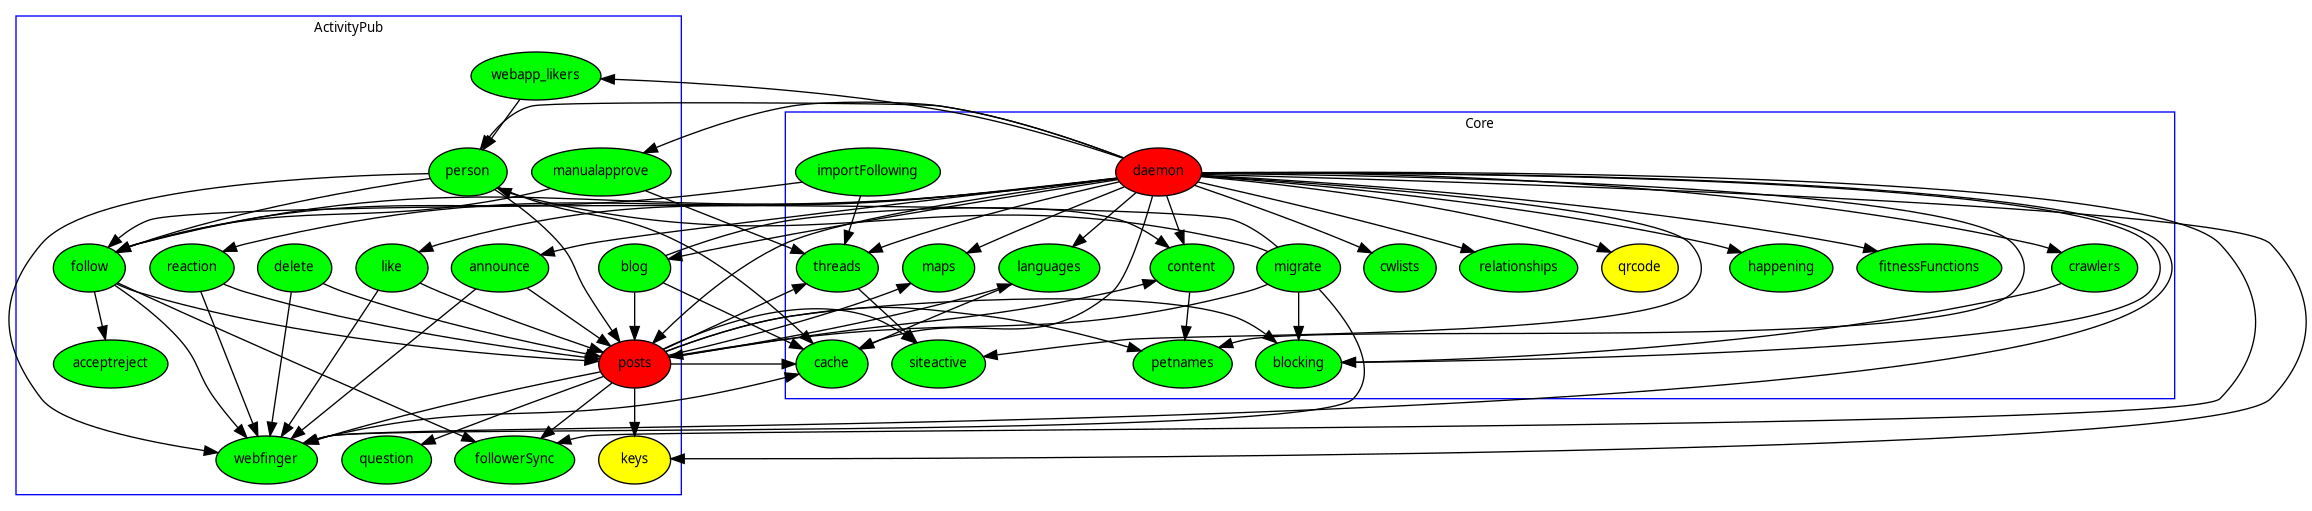 ActivityPub
webapp_likers
Core
person
manualapprove
importFollowing
daemon
follow
reaction
delete
like
announce
blog
threads
maps
languages
content
migrate
cwlists
relationships
qrcode
happening
fitnessFunctions
crawlers
acceptreject
posts
cache
siteactive
petnames
blocking
webfinger
question
followerSync
keys